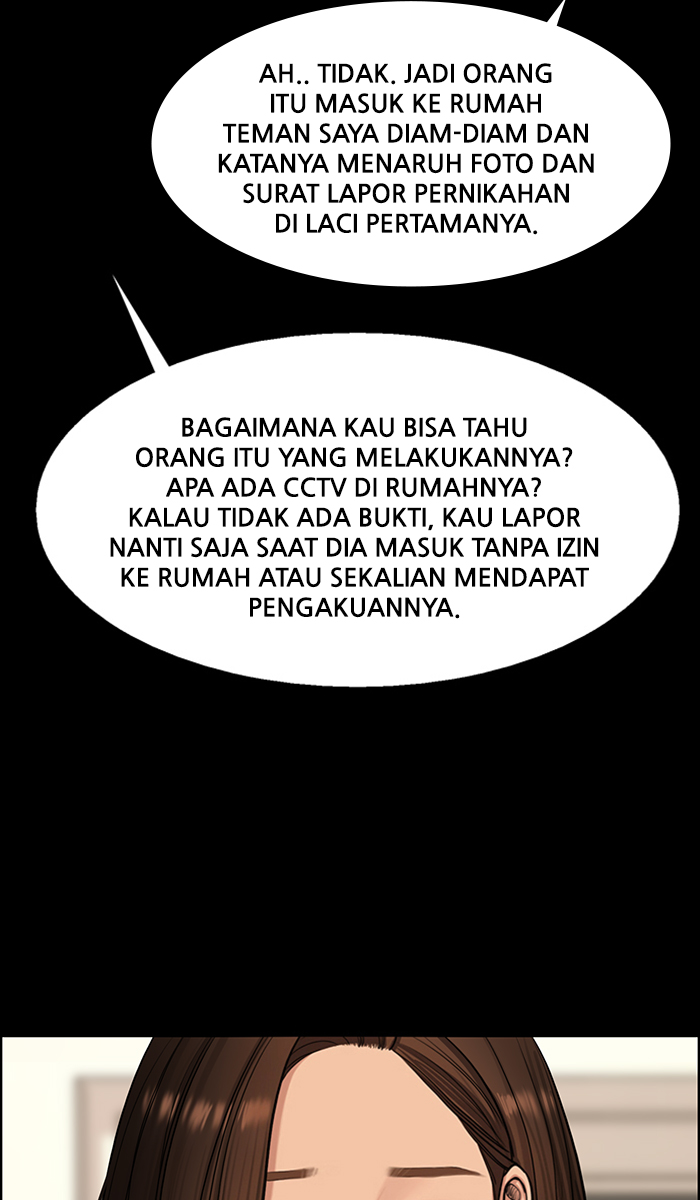 AH.. TIDAK. JADI ORANG
ITU MASUK KE RUMAH
TEMAN SAYA DIAM-DIAM DAN
KATANYA MENARUH FOTO DAN
SURAT LAPOR PERNIKAHAN
DI LACI PERTAMANYA.
BAGAIMANA KAU BISA TAHU
ORANG ITU YANG MELAKUKANNYA?
APA ADA CCTV DI RUMAHNYA?
KALAU TIDAK ADA BUKTI, KAU LAPOR
NANTI SAJA SAAT DIA MASUK TANPA IZIN
KE RUMAH ATAU SEKALIAN MENDAPAT
PENGAKUANNYA.